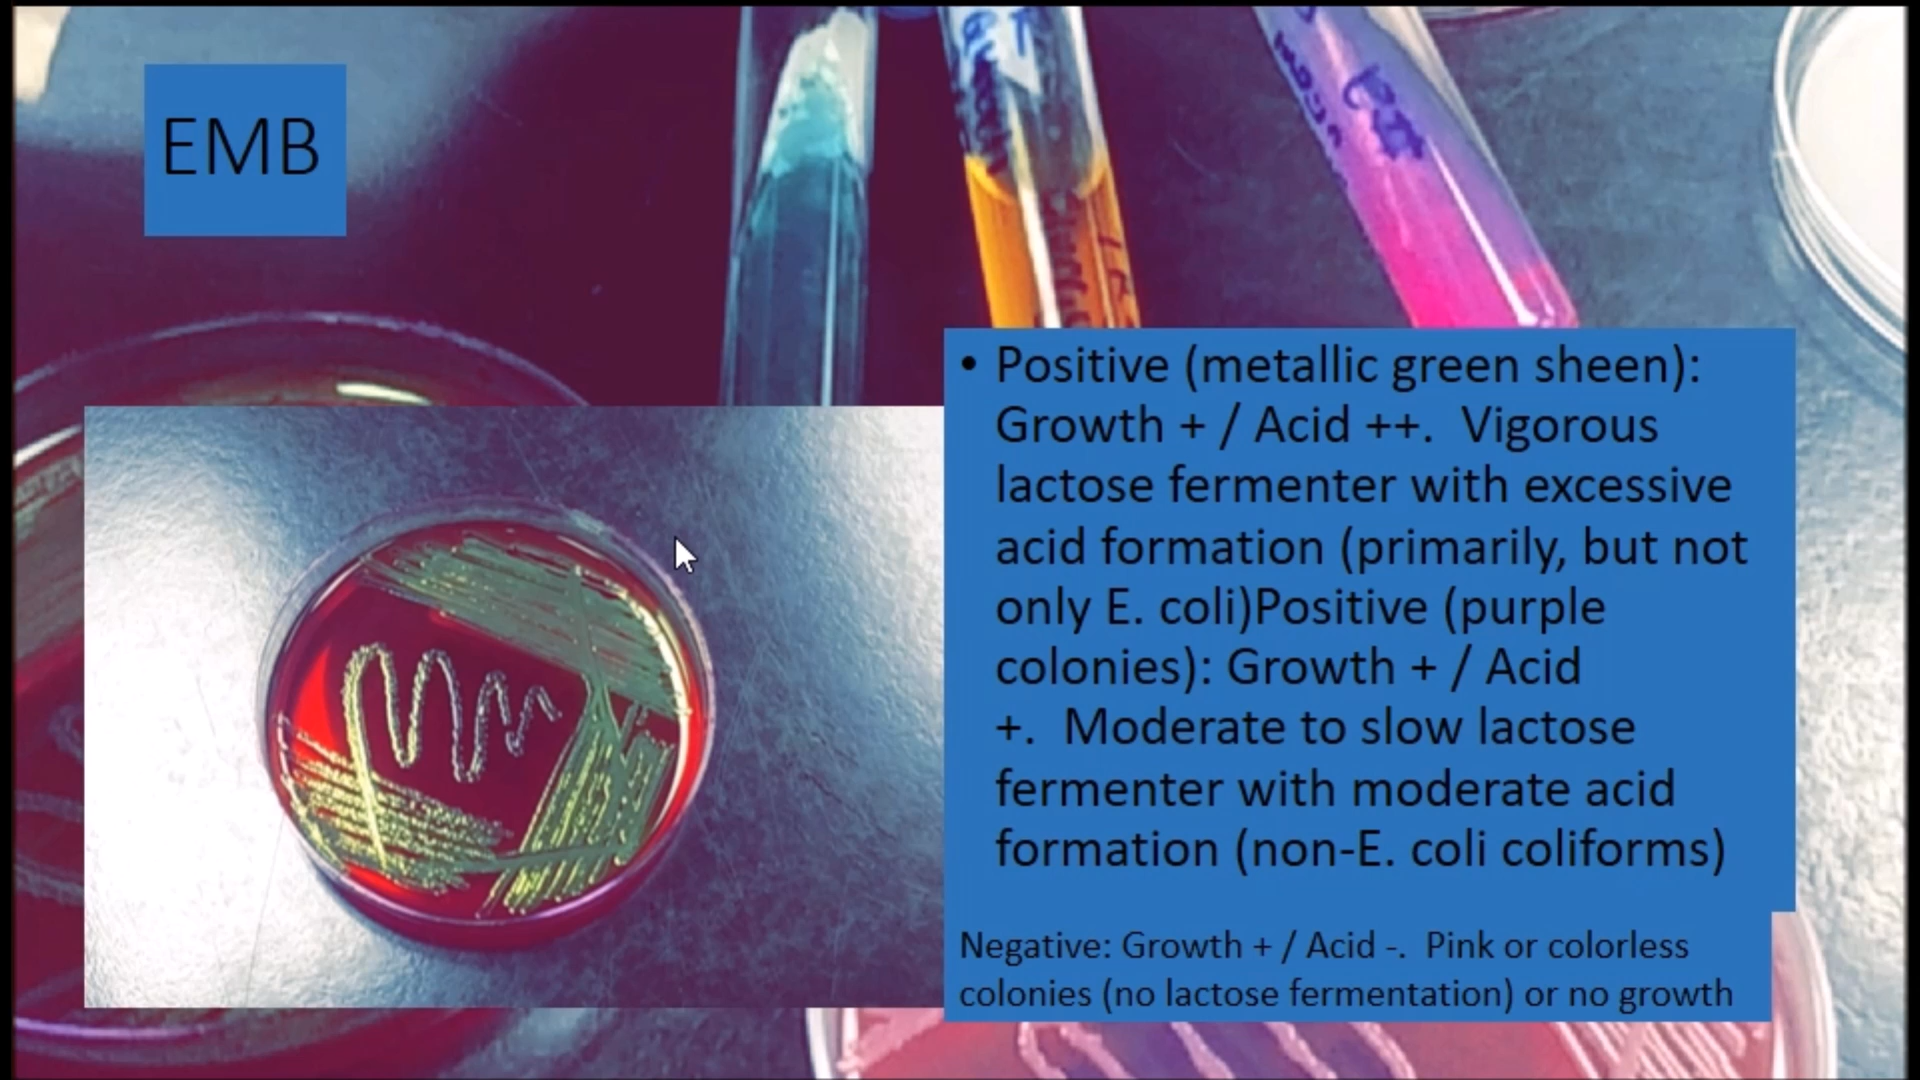 EMB
• Positive (metallic green sheen):
Growth + / Acid ++.  Vigorous
lactose fermenter with excessive
acid formation (primarily, but not
only E. coli)Positive (purple
colonies): Growth + / Acid
+.  Moderate to slow lactose
fermenter with moderate acid
formation (non-E. coli coliforms)
Negative: Growth + / Acid -.  Pink or colorless
colonies (no lactose fermentation) or no growth